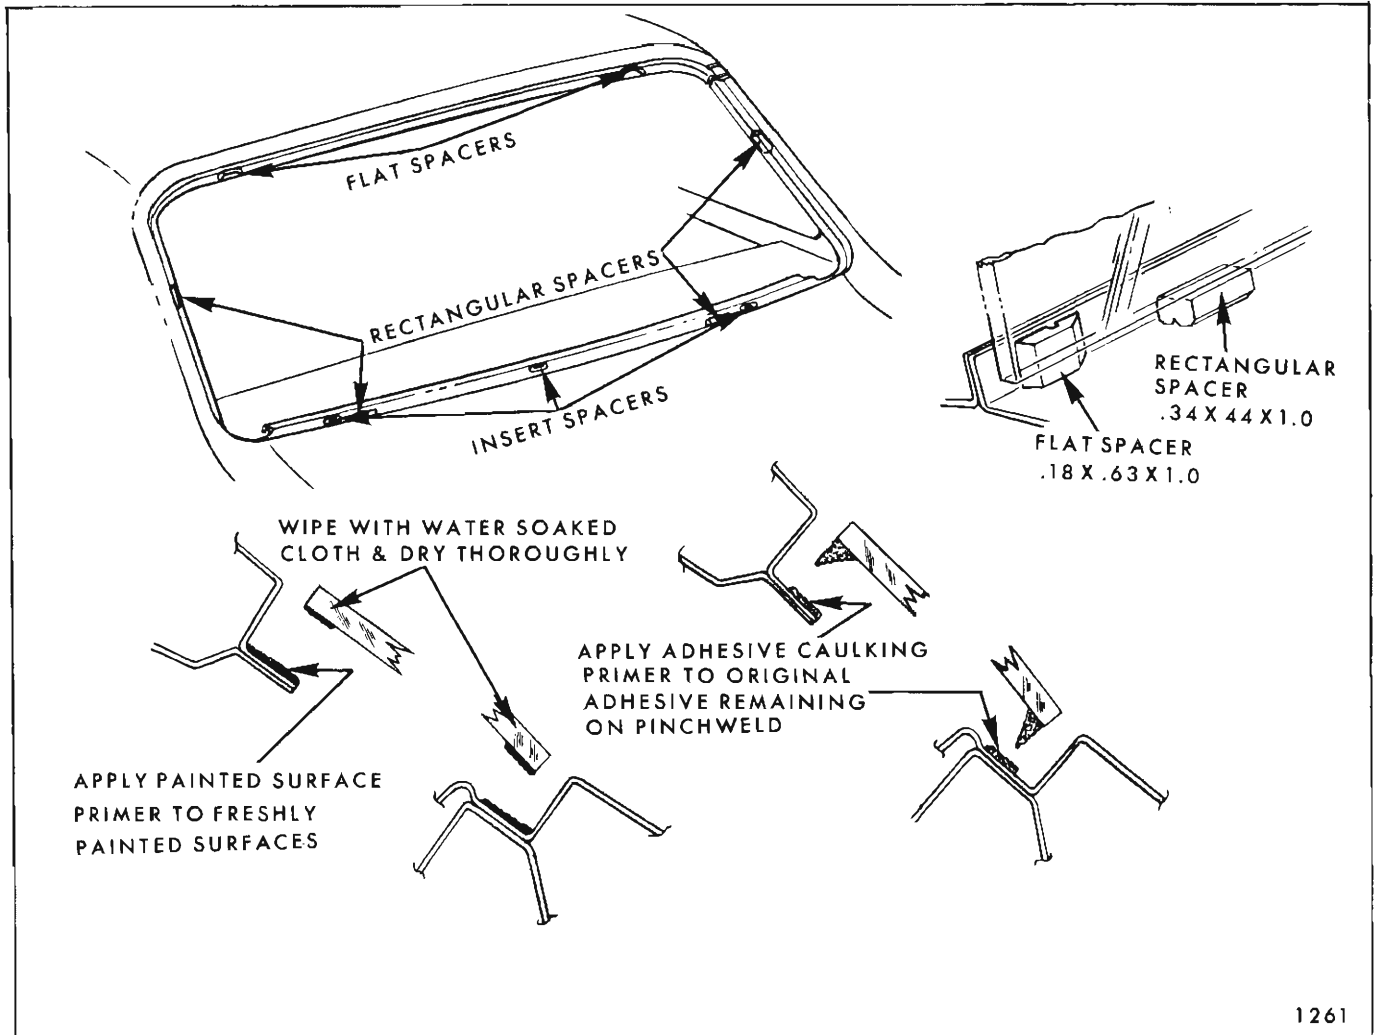 FLAT SPACERS
RECTANGULAR SPACERS
INSERT SPACERS
RECTANGULAR
SPACER
.34 X 44 X 1.0
FLAT SPACER
.18 X .63 X 1.0
WIPE WITH WATER SOAKED
CLOTH & DRY THOROUGHLY
APPLY ADHESIVE CAULKING
PRIMER TO ORIGINAL
ADHESIVE REMAINING
ON PINCHWELD
APPLY PAINTED SURFACE
PRIMER TO FRESHLY
PAINTED SURFACES
1261